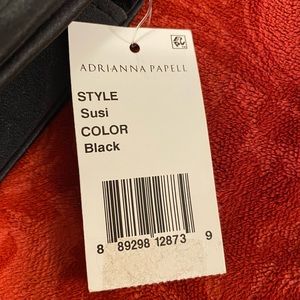 ADRIANNA PAPELL
STYLE
Susi
COLOR
Black
8 89298 12873 9